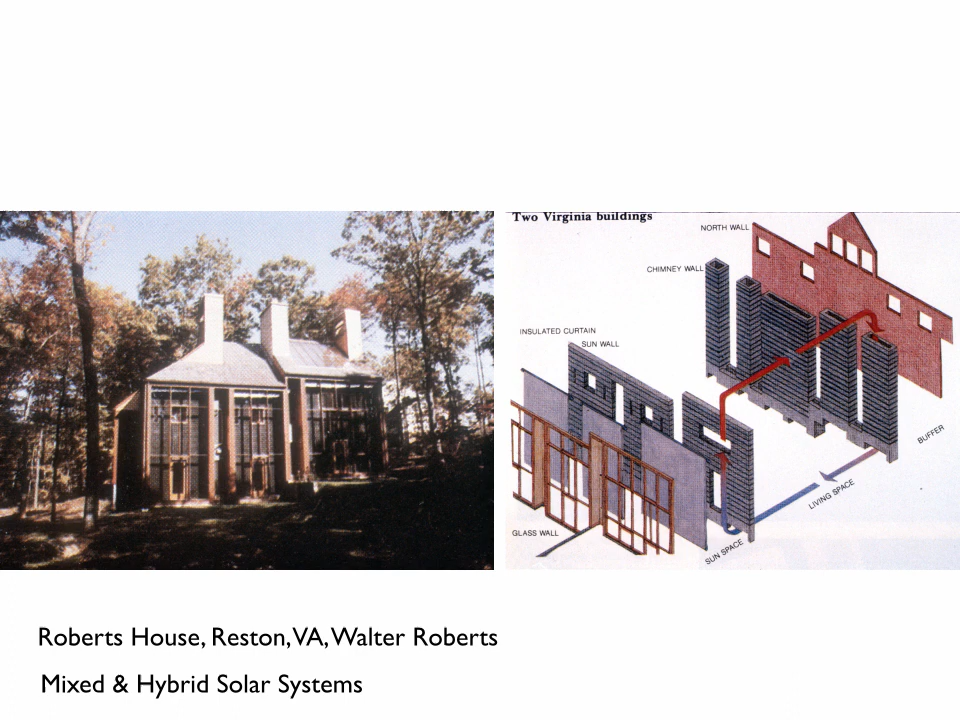 Two Virginia buildings
NORTH WALL
CHIMNEY WALL
INSULATED CURTAIN
SUN WALL
BUFFER
LIVING SPACE
GLASS WALL
SUN SPACE
Roberts House, Reston, VA, Walter Roberts
Mixed & Hybrid Solar Systems